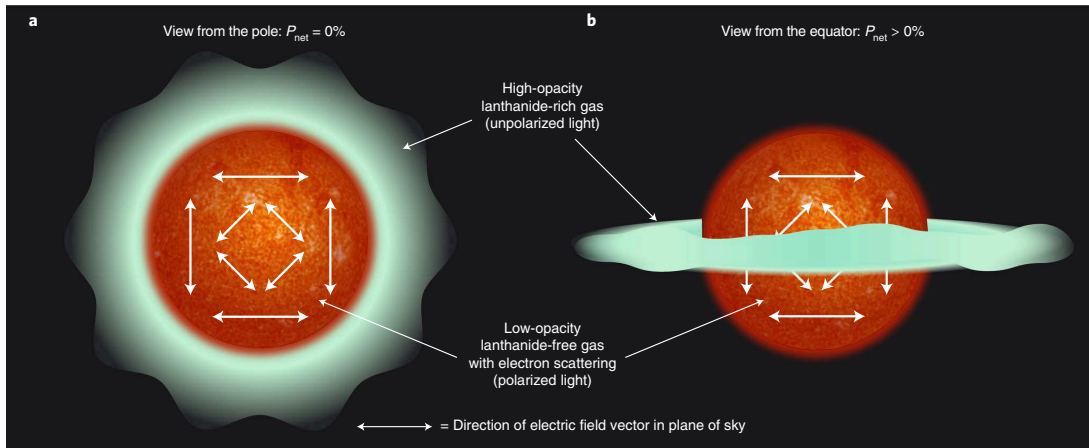 a
View from the pole: Pnet = 0%
b
View from the equator: Pnet > 0%
High-opacity
lanthanide-rich gas
(unpolarized light)
Low-opacity
lanthanide-free gas
with electron scattering
(polarized light)
= Direction of electric field vector in plane of sky